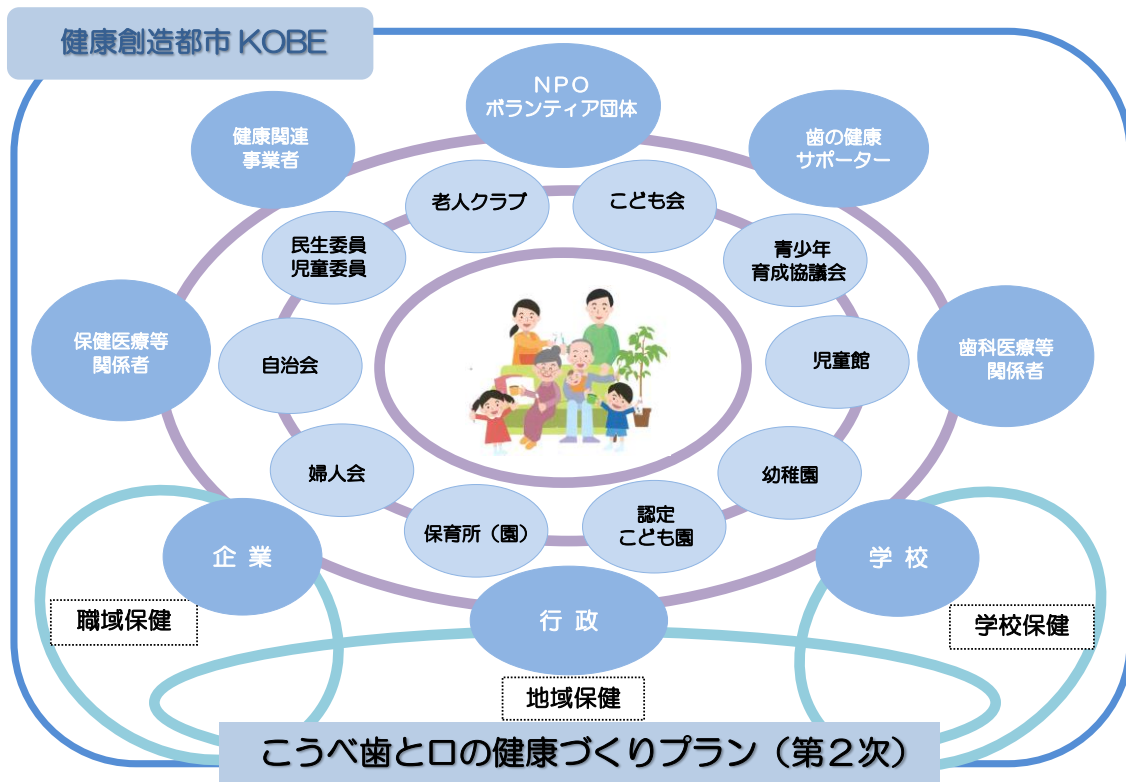 健康創造都市 KOBE
ＮＰＯ
ボランティア団体
健康関連
事業者
歯の健康
サポーター
老人クラブ
こども会
民生委員
児童委員
青少年
育成協議会
保健医療等
関係者
自治会
児童館
歯科医療等
関係者
婦人会
幼稚園
保育所（園）
認定
こども園
企 業
学 校
行 政
職域保健
学校保健
地域保健
こうべ歯と口の健康づくりプラン（第２次）